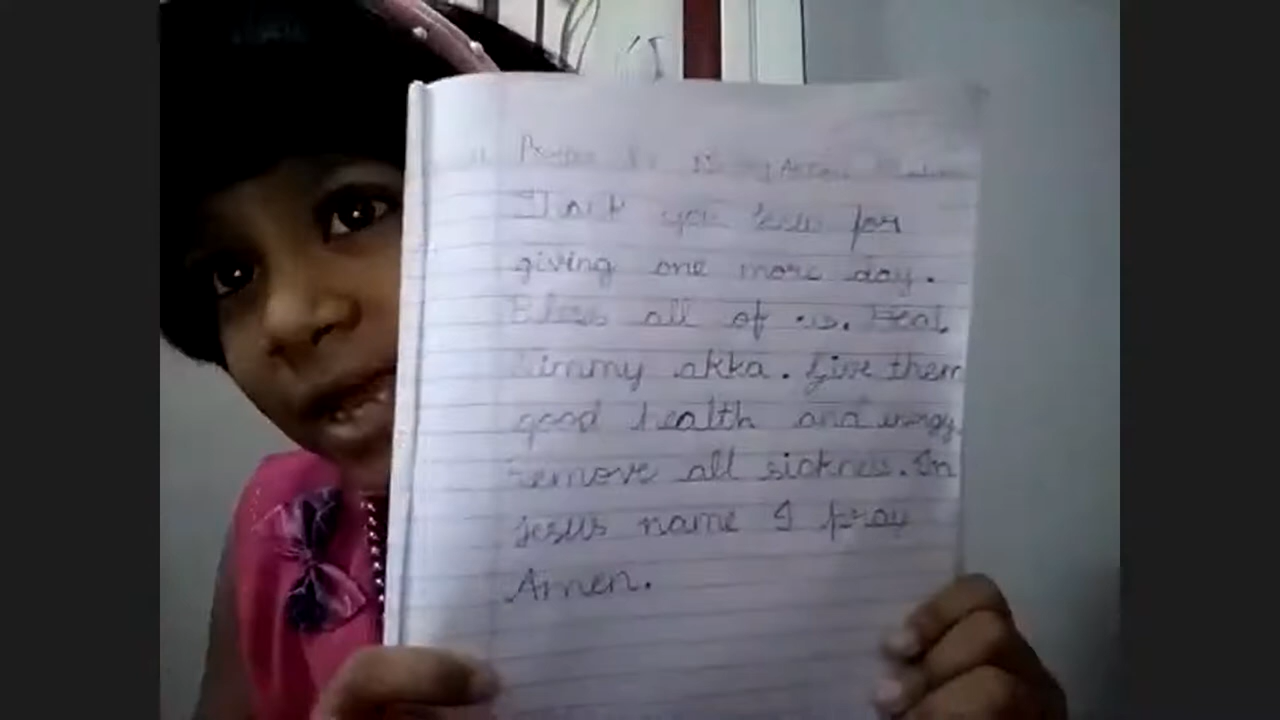 Thank you Jesus for
giving one more day.
Bless all of us. Heal
Jimmy akka. Give them
good health and energy.
remove all sickness. In
Jesus name I pray
Amen.